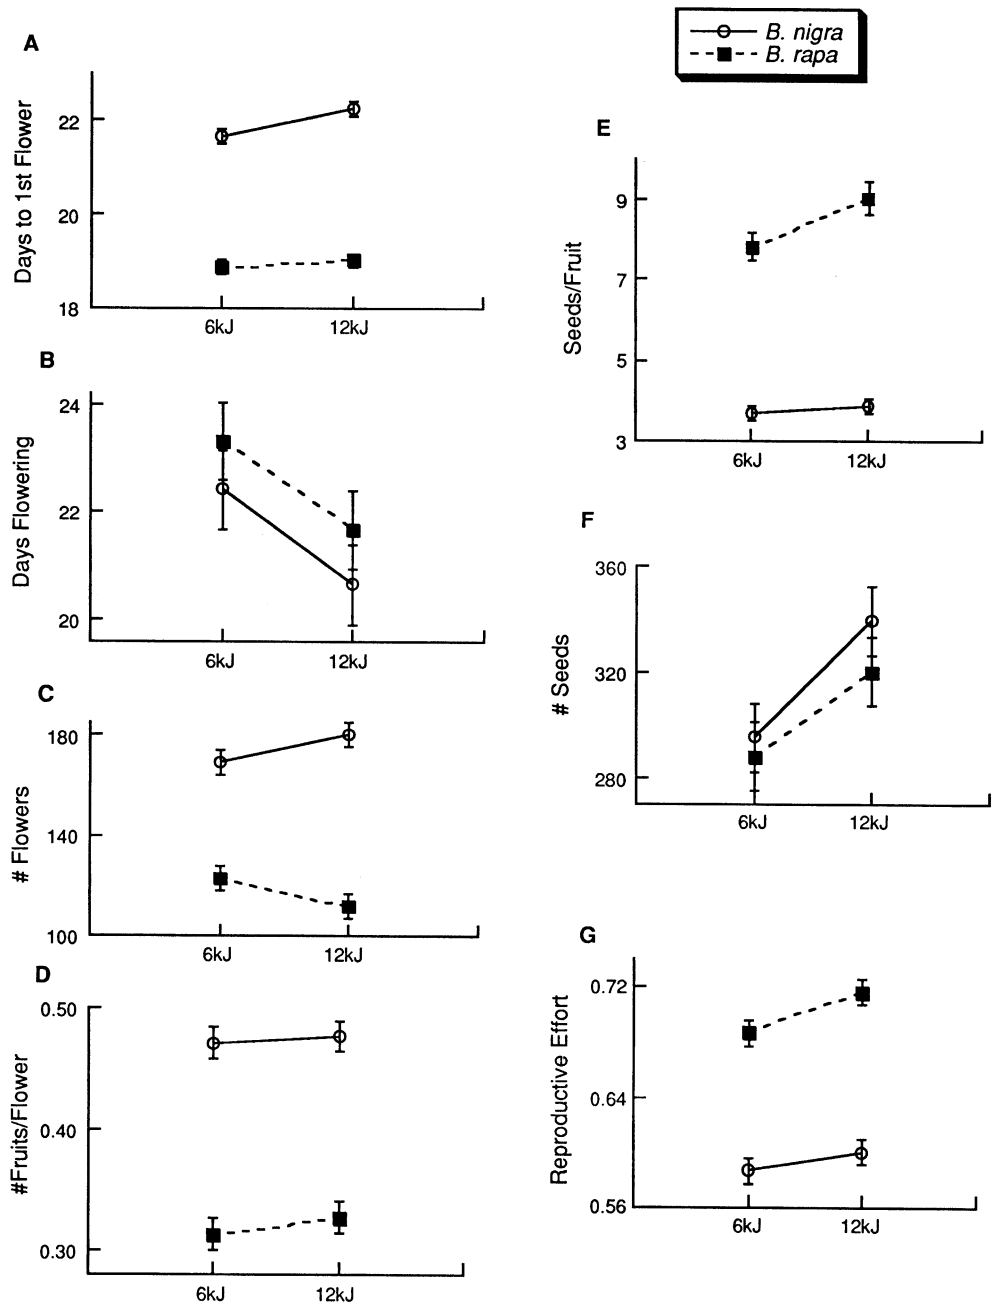 B. nigra
B. rapa
A
Days to 1st Flower
22
20
18
6kJ 12kJ
B
Days Flowering
24
22
20
6kJ 12kJ
C
# Flowers
180
140
100
6kJ 12kJ
D
#Fruits/Flower
0.50
0.40
0.30
6kJ 12kJ
E
Seeds/Fruit
9
7
5
3
6kJ 12kJ
F
# Seeds
360
320
280
6kJ 12kJ
G
Reproductive Effort
0.72
0.64
0.56
6kJ 12kJ